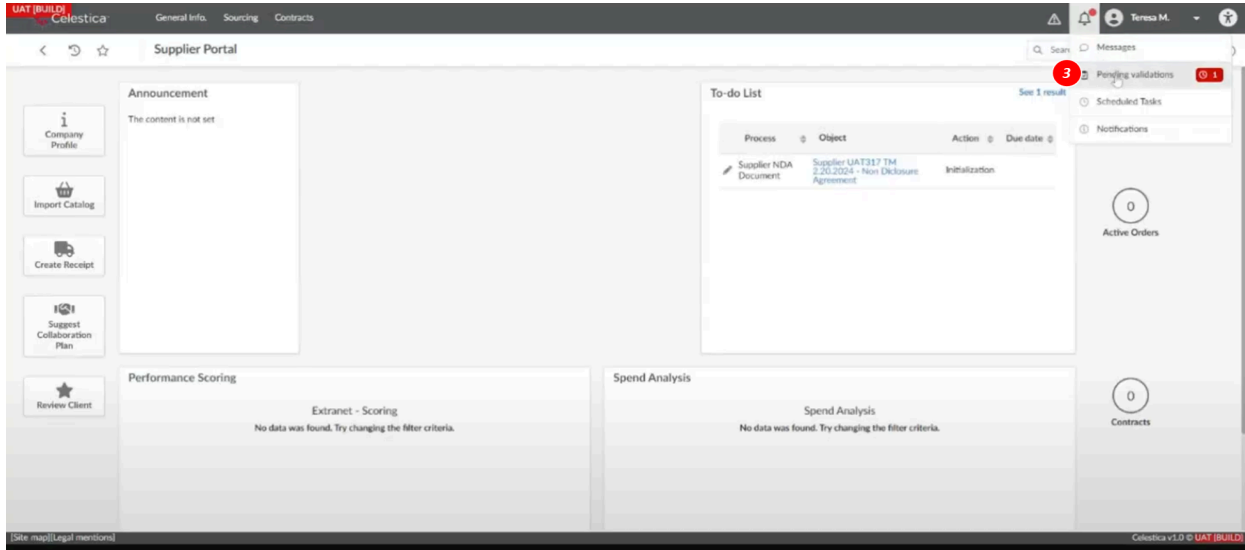 UAT [BUILD]
Celestica
General Info. Sourcing Contracts
Teresa M.
Supplier Portal
Sear
Messages
3
Pending validations
1
Scheduled Tasks
Notifications
i
Company
Profile
Import Catalog
Create Receipt
Suggest
Collaboration
Plan
Review Client
Announcement
The content is not set
To-do List
See 1 result
Process Object Action Due date
Supplier NDA
Document
Supplier UAT317 TM
2.20.2024 - Non Diclosure
Agreement
Initialization
0
Active Orders
Performance Scoring
Extranet - Scoring
No data was found. Try changing the filter criteria.
Spend Analysis
Spend Analysis
No data was found. Try changing the filter criteria.
0
Contracts
[Site map][Legal mentions]
Celestica v1.0 © UAT [BUILD]